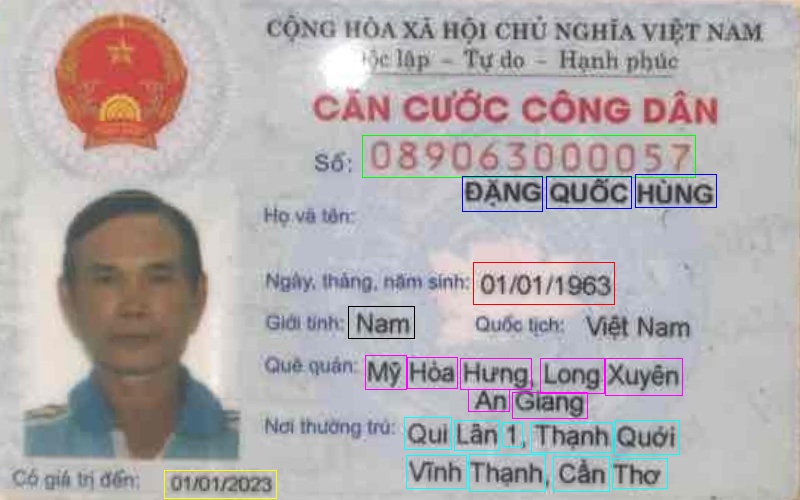 CỘNG HÒA XÃ HỘI CHỦ NGHĨA VIỆT NAM
lập - Tự do - Hạnh phúc
CĂN CƯỚC CÔNG DÂN
Số: 089063000057
ĐẶNG QUỐC HÙNG
Họ và tên:
Ngày, tháng, năm sinh: 01/01/1963
Giới tính: Nam Quốc tịch: Việt Nam
Quê quán: Mỹ Hòa Hưng, Long Xuyên
An Giang
Nơi thường trú: Qui Lân 1, Thạnh Quới
Vĩnh Thạnh, Cần Thơ
Có giá trị đến: 01/01/2023